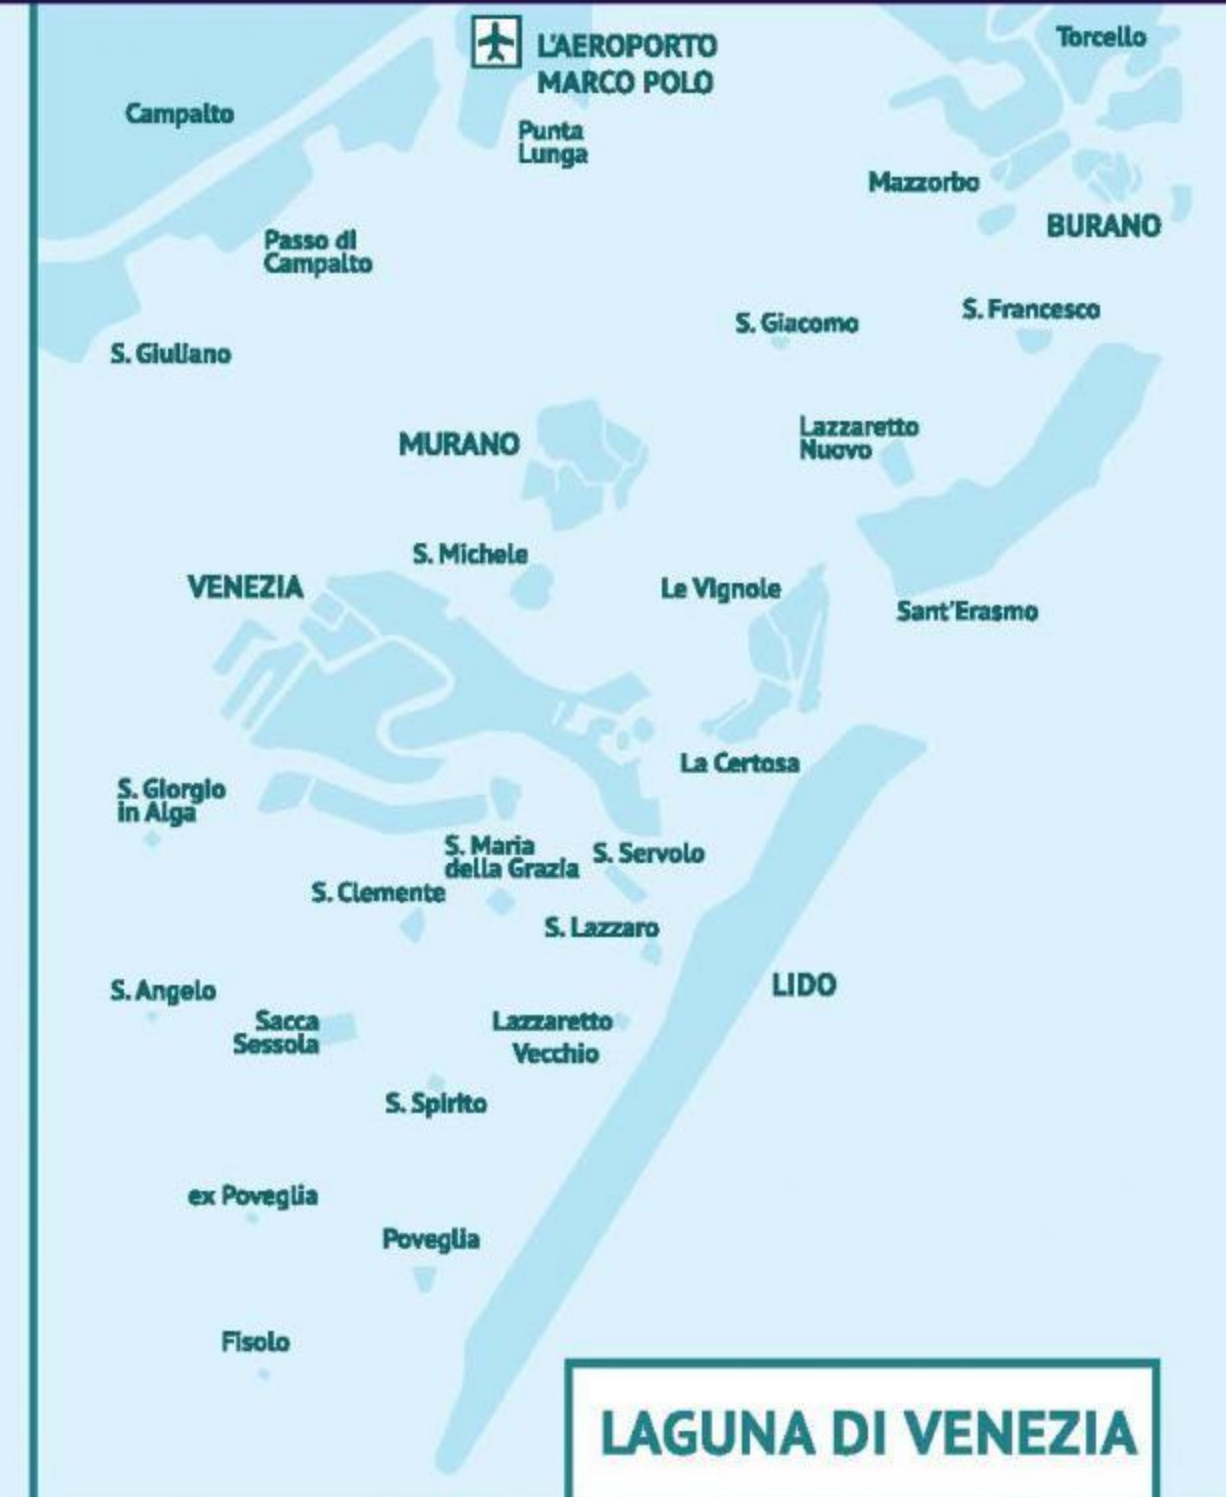 L'AEROPORTO
MARCO POLO
Torcello
Campalto
Punta
Lunga
Mazzorbo
BURANO
Passo di
Campalto
S. Giacomo
S. Francesco
S. Giuliano
MURANO
Lazzaretto
Nuovo
S. Michele
VENEZIA
Le Vignole
Sant'Erasmo
La Certosa
S. Giorgio
in Alga
S. Maria
della Grazia
S. Servolo
S. Clemente
S. Lazzaro
S. Angelo
LIDO
Sacca
Sessola
Lazzaretto
Vecchio
S. Spirito
ex Poveglia
Poveglia
Fisolo
LAGUNA DI VENEZIA